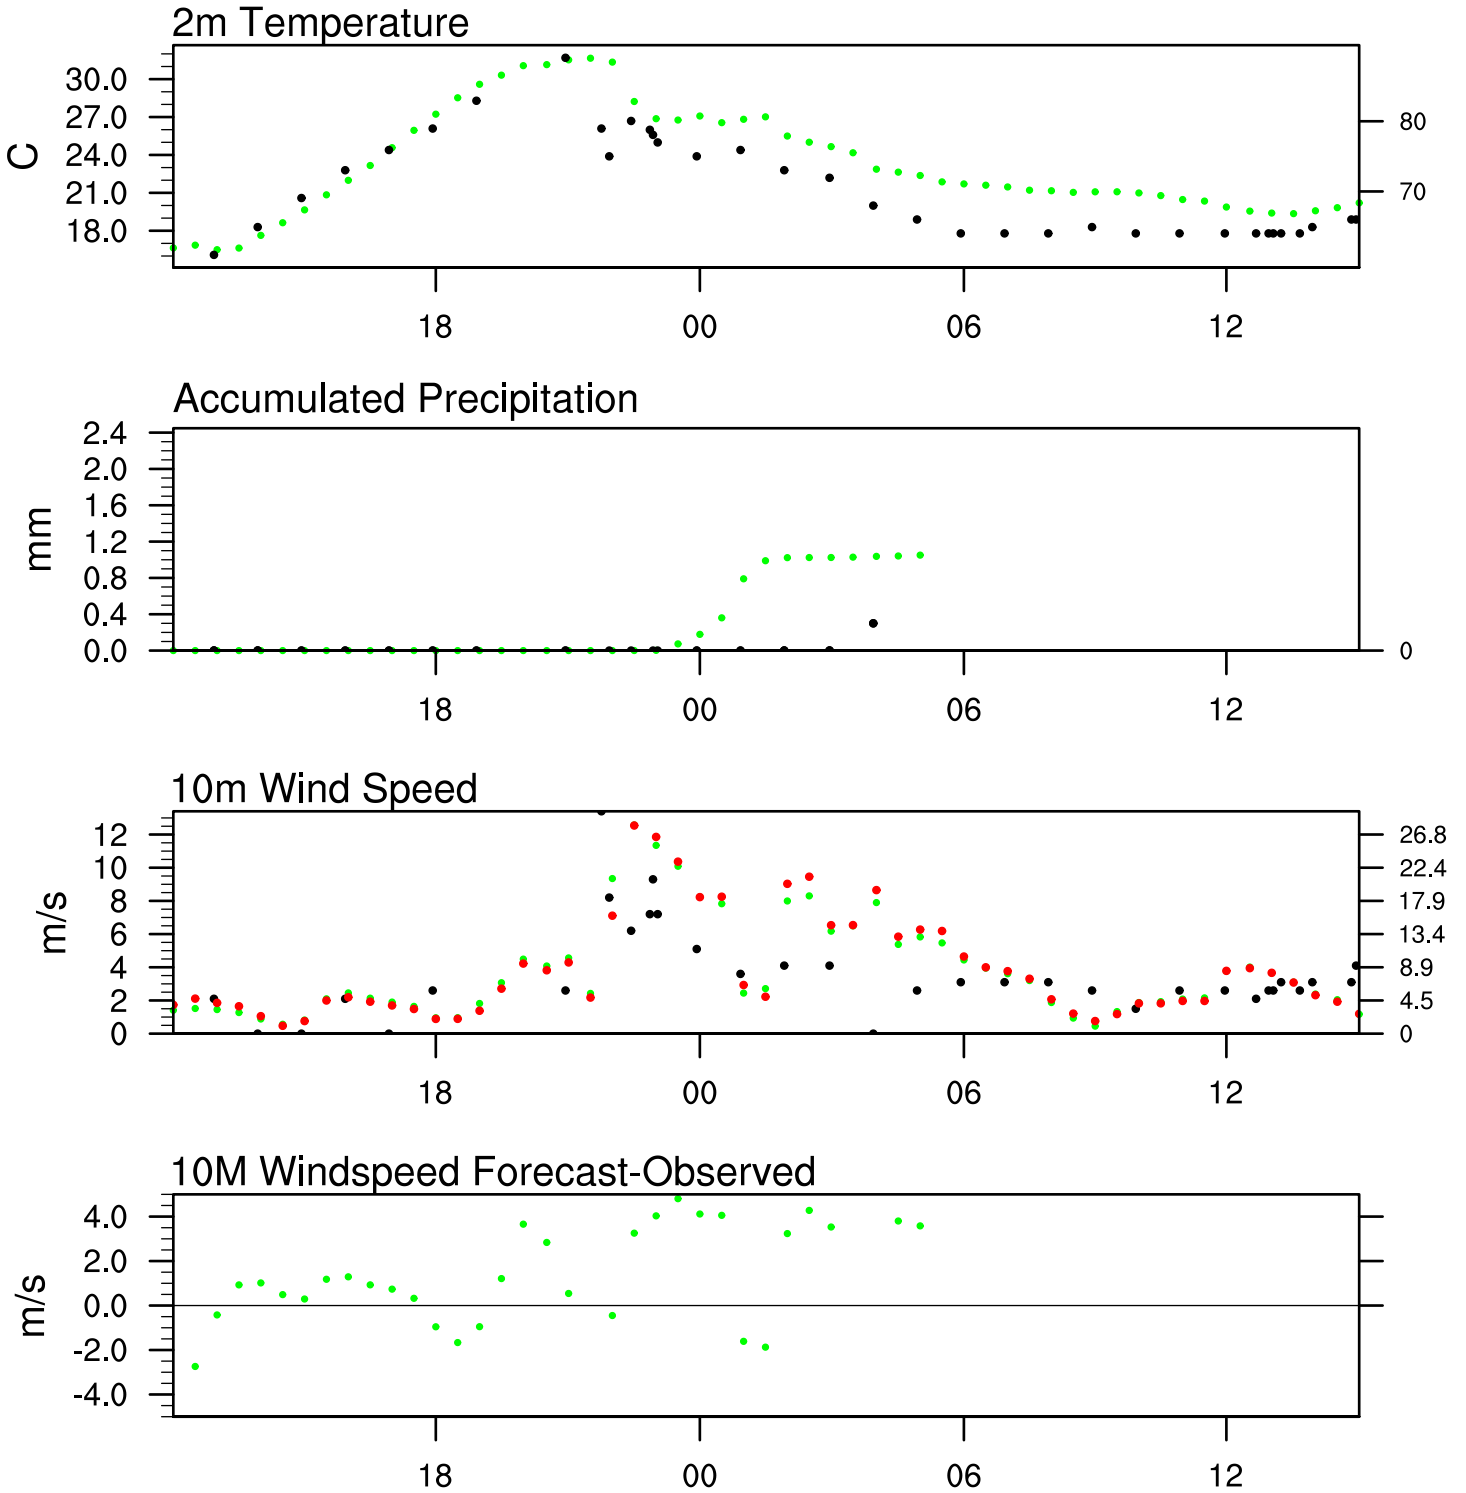 2m Temperature
30.0
27.0
24.0
21.0
18.0
C
80
70
18 00 06 12
Accumulated Precipitation
2.4
2.0
1.6
1.2
0.8
0.4
0.0
mm
0
18 00 06 12
10m Wind Speed
12
10
8
6
4
2
0
m/s
26.8
22.4
17.9
13.4
8.9
4.5
0
18 00 06 12
10M Windspeed Forecast-Observed
4.0
2.0
0.0
-2.0
-4.0
m/s
18 00 06 12